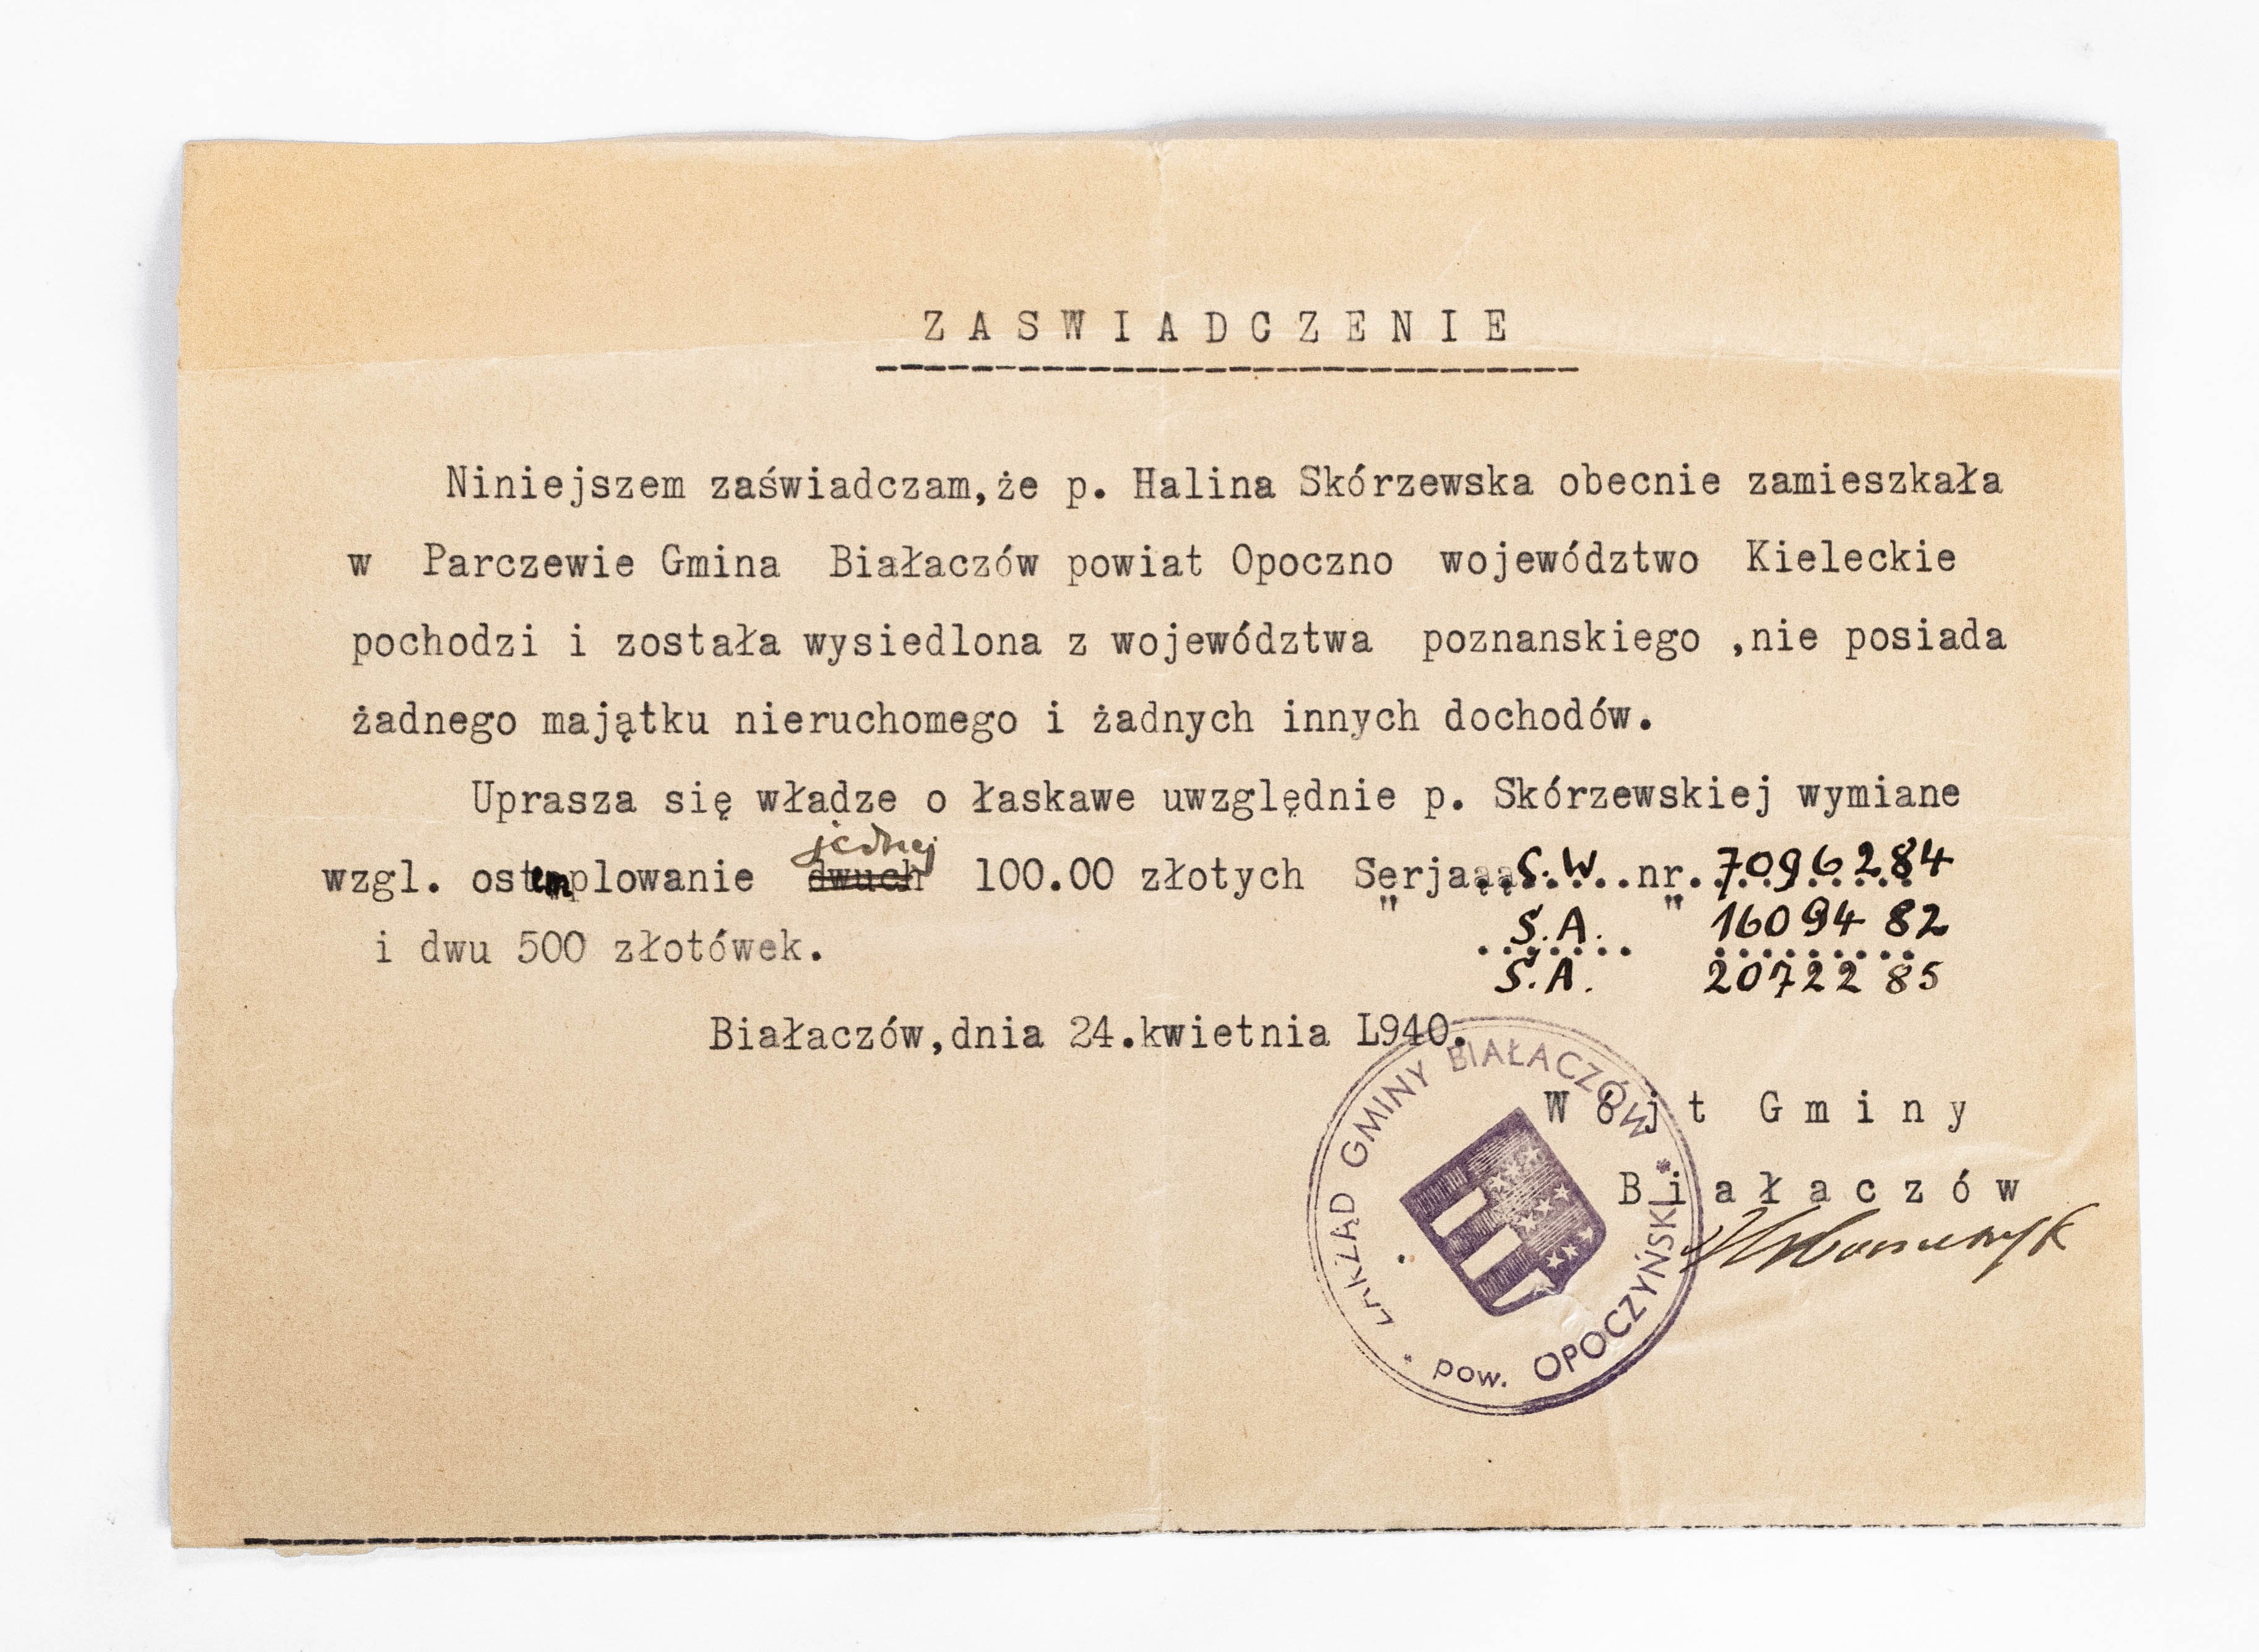 Z A S W I A D C Z E N I E
Niniejszem zaświadczam,że p. Halina Skórzewska obecnie zamieszkała
w Parczewie Gmina Białaczów powiat Opoczno województwo Kieleckie
pochodzi i została wysiedlona z województwa poznanskiego ,nie posiada
żadnego majątku nieruchomego i żadnych innych dochodów.
Uprasza się władze o łaskawe uwzględnie p. Skórzewskiej wymiane
jednej
wzgl. ostemplowanie dwuch 100.00 złotych Serjaąą S.W. nr. 7096284
" S.A. " 1609482
i dwu 500 złotówek.
S.A. 2072285
Białaczów,dnia 24.kwietnia L940.
W ó j t G m i n y
B i a ł a c z ó w
ZARZĄD GMINY BIAŁACZÓW * POW. OPOCZYŃSKI *